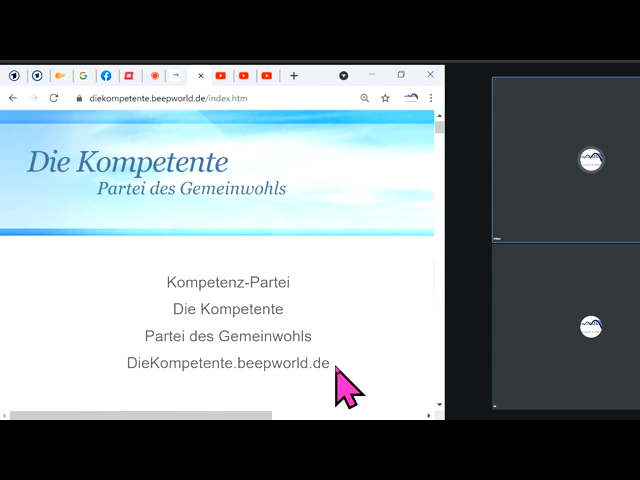 diekompetente.beepworld.de/index.htm
Die Kompetente
Partei des Gemeinwohls
Kompetenz-Partei
Die Kompetente
Partei des Gemeinwohls
DieKompetente.beepworld.de